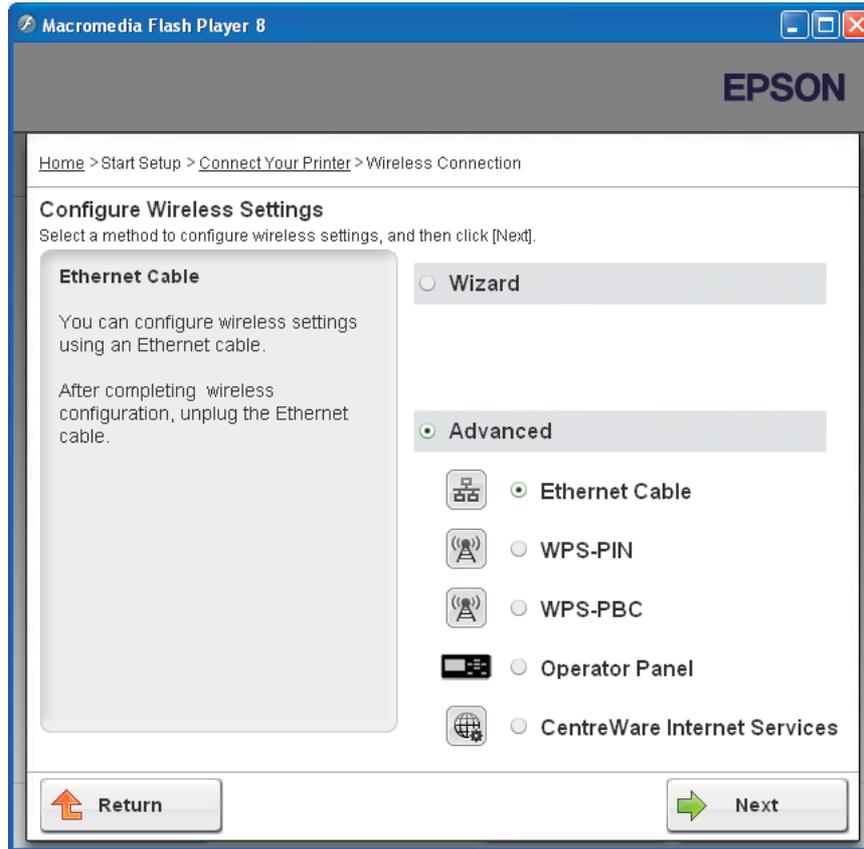 Macromedia Flash Player 8
EPSON
Home > Start Setup > Connect Your Printer > Wireless Connection
Configure Wireless Settings
Select a method to configure wireless settings, and then click [Next].
Ethernet Cable
You can configure wireless settings
using an Ethernet cable.
After completing wireless
configuration, unplug the Ethernet
cable.
Wizard
Advanced
Ethernet Cable
WPS-PIN
WPS-PBC
Operator Panel
CentreWare Internet Services
Return
Next